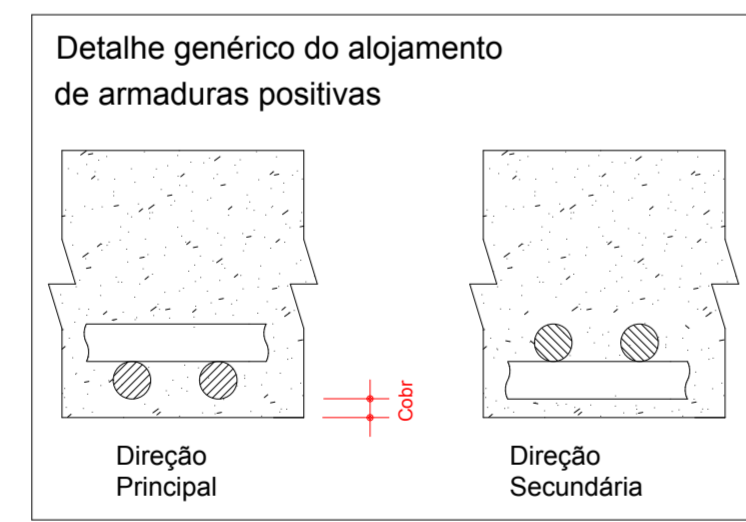 Detalhe genérico do alojamento
de armaduras positivas
Cobr
Direção
Principal
Direção
Secundária